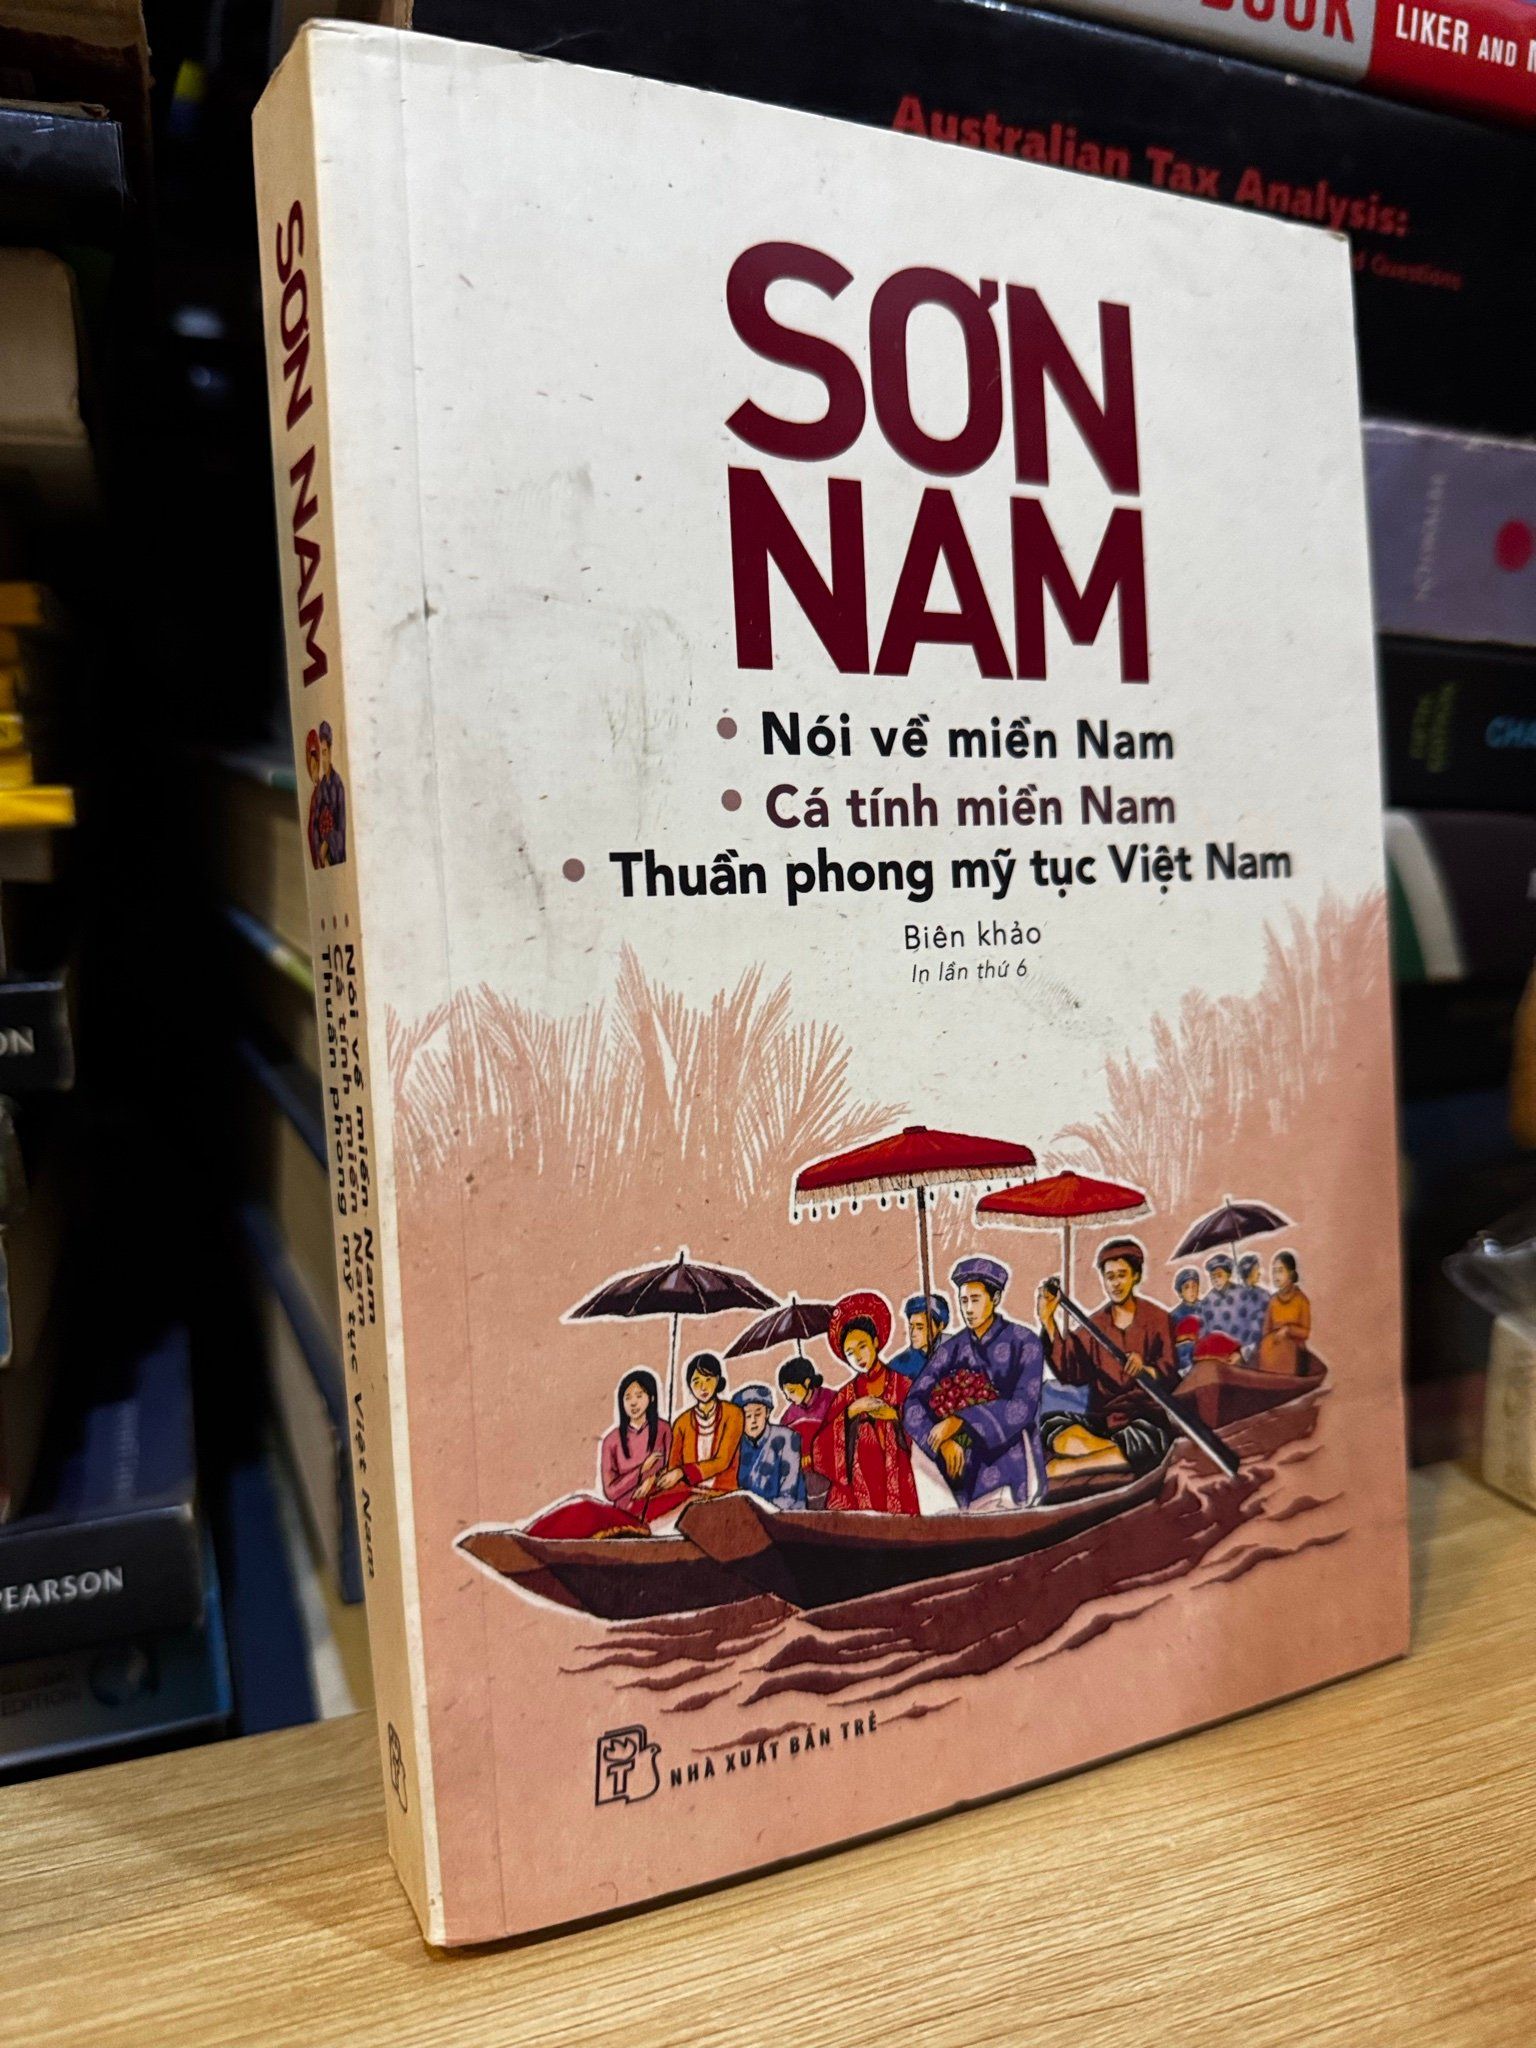 SƠN
NAM
• Nói về miền Nam
• Cá tính miền Nam
• Thuần phong mỹ tục Việt Nam
Biên khảo
In lần thứ 6
NHÀ XUẤT BẢN TRẺ
SƠN NAM
• Nói về miền Nam
• Cá tính miền Nam
• Thuần phong mỹ tục Việt Nam
LIKER AND
Australian Tax Analysis:
Questions
PEARSON
EDITION